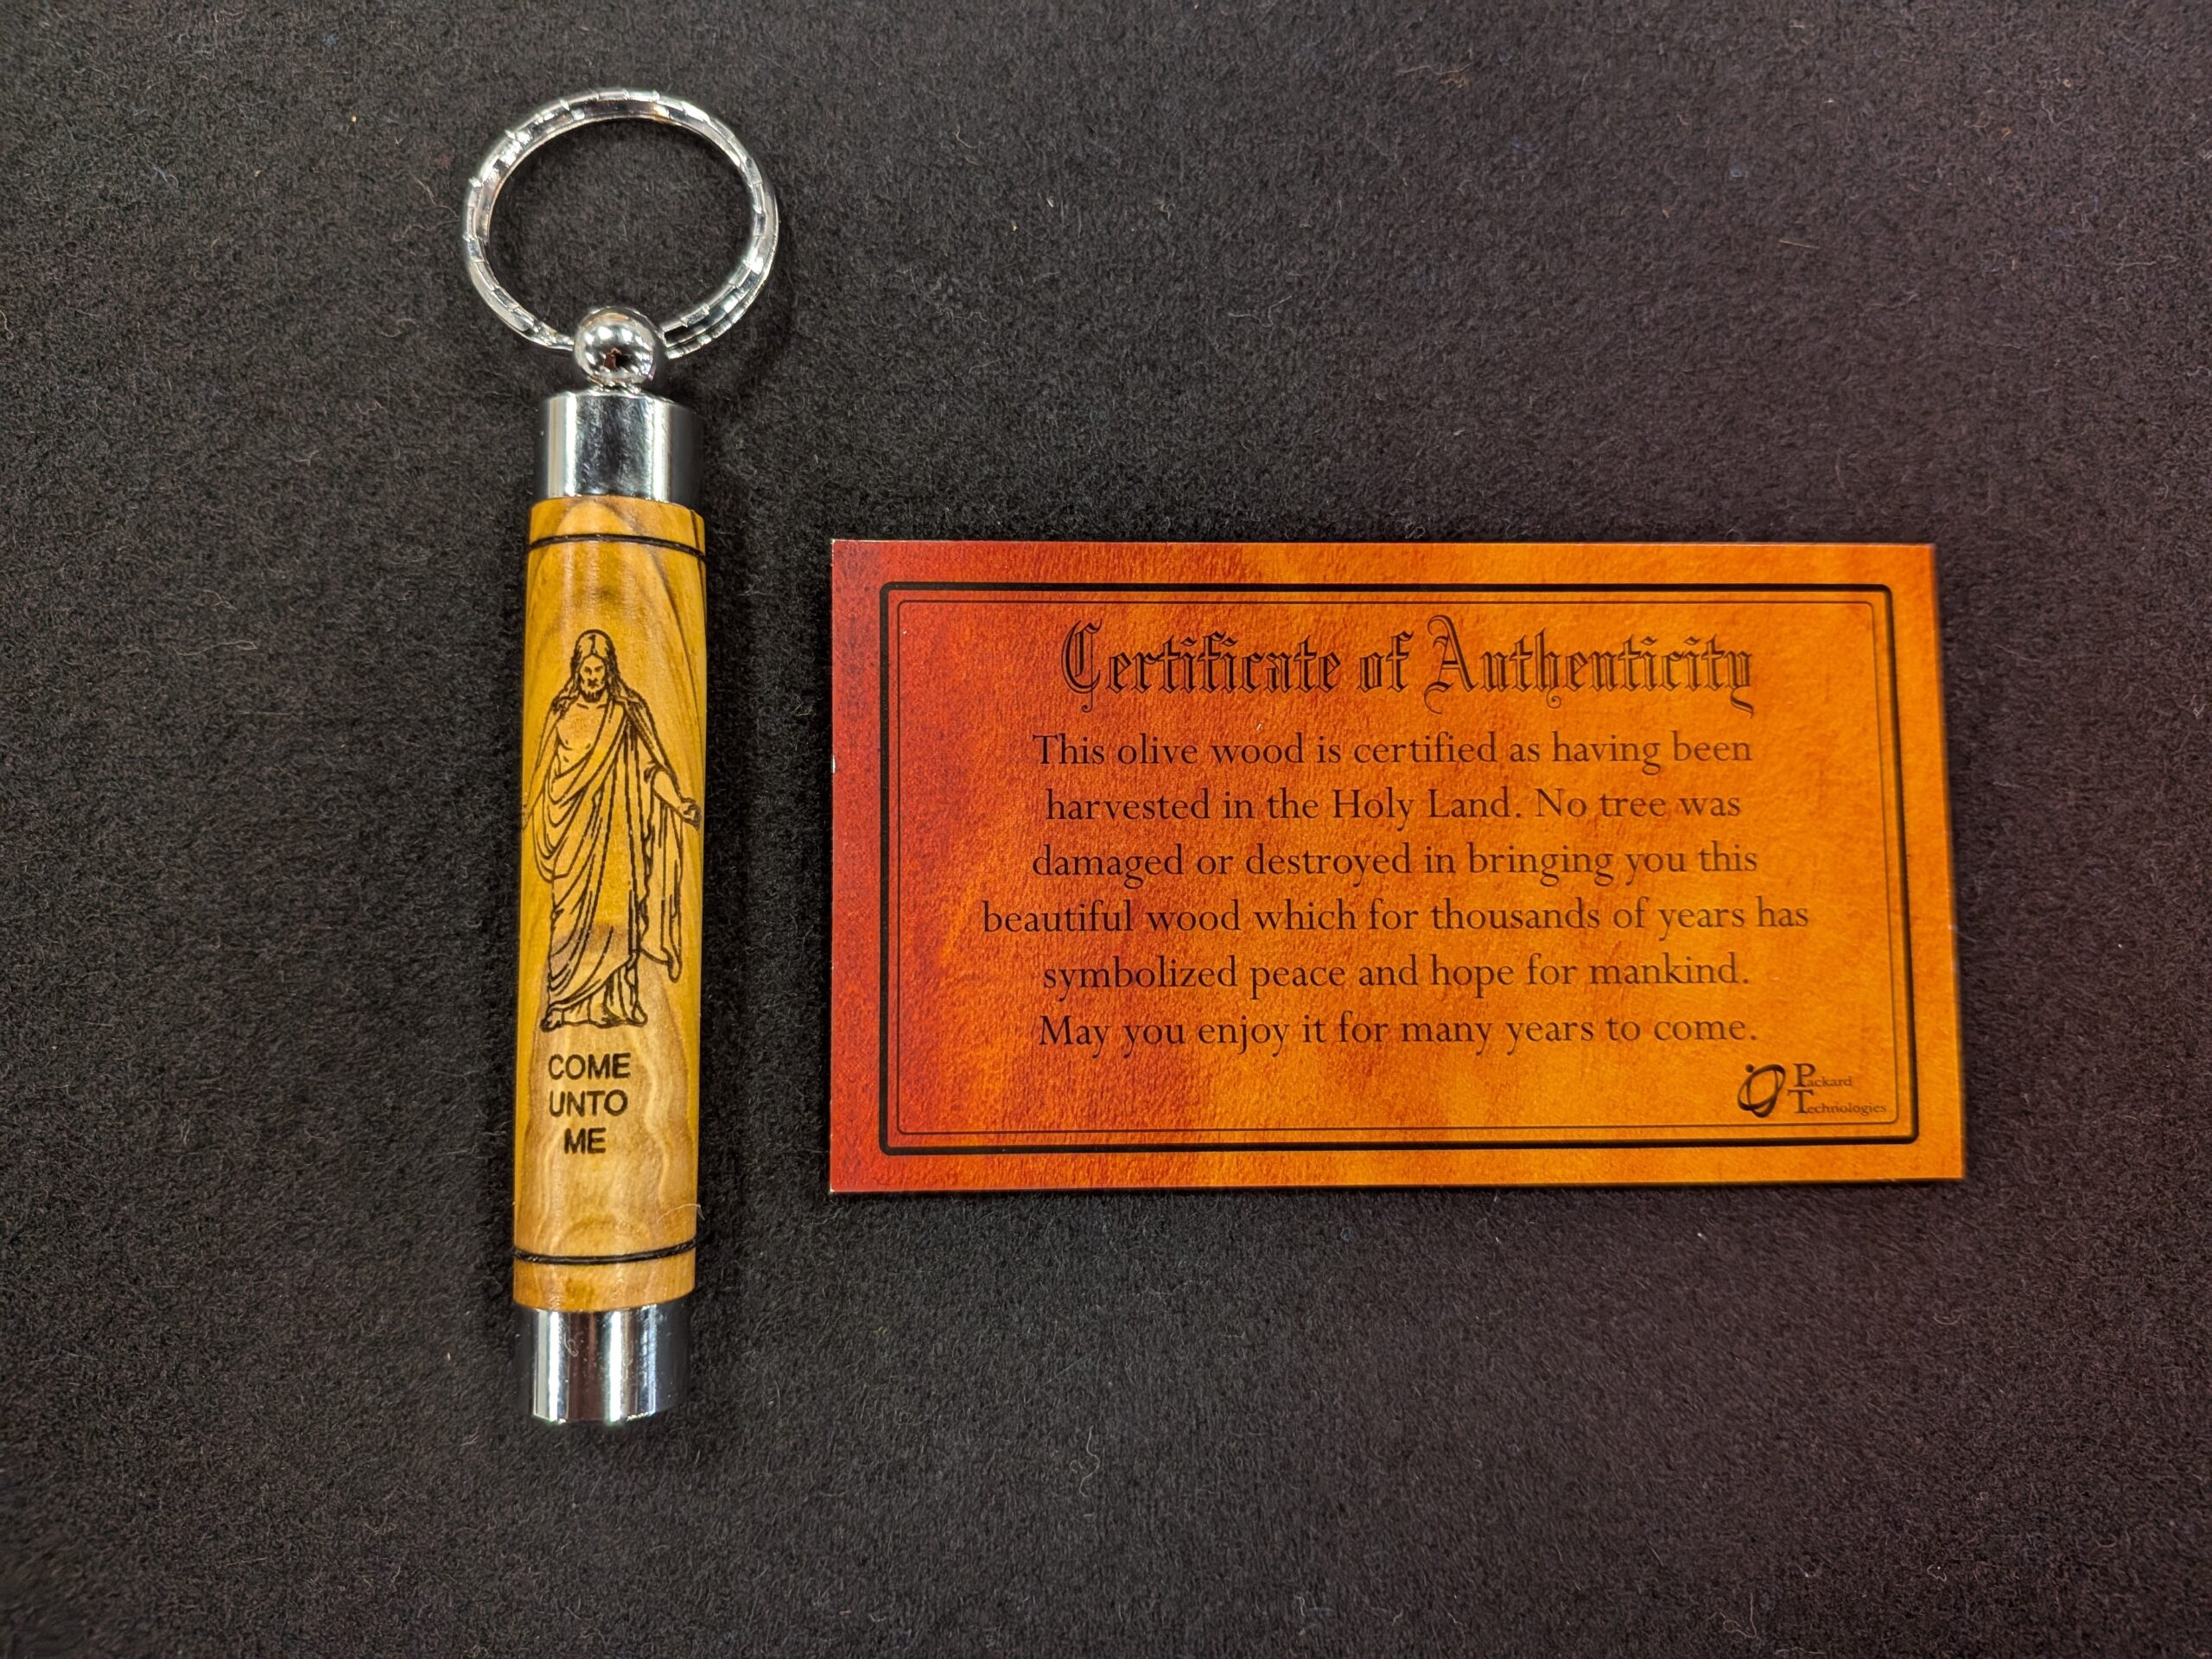 COME
UNTO
ME
Certificate of Authenticity
This olive wood is certified as having been
harvested in the Holy Land. No tree was
damaged or destroyed in bringing you this
beautiful wood which for thousands of years has
symbolized peace and hope for mankind.
May you enjoy it for many years to come.
Packard
Technologies